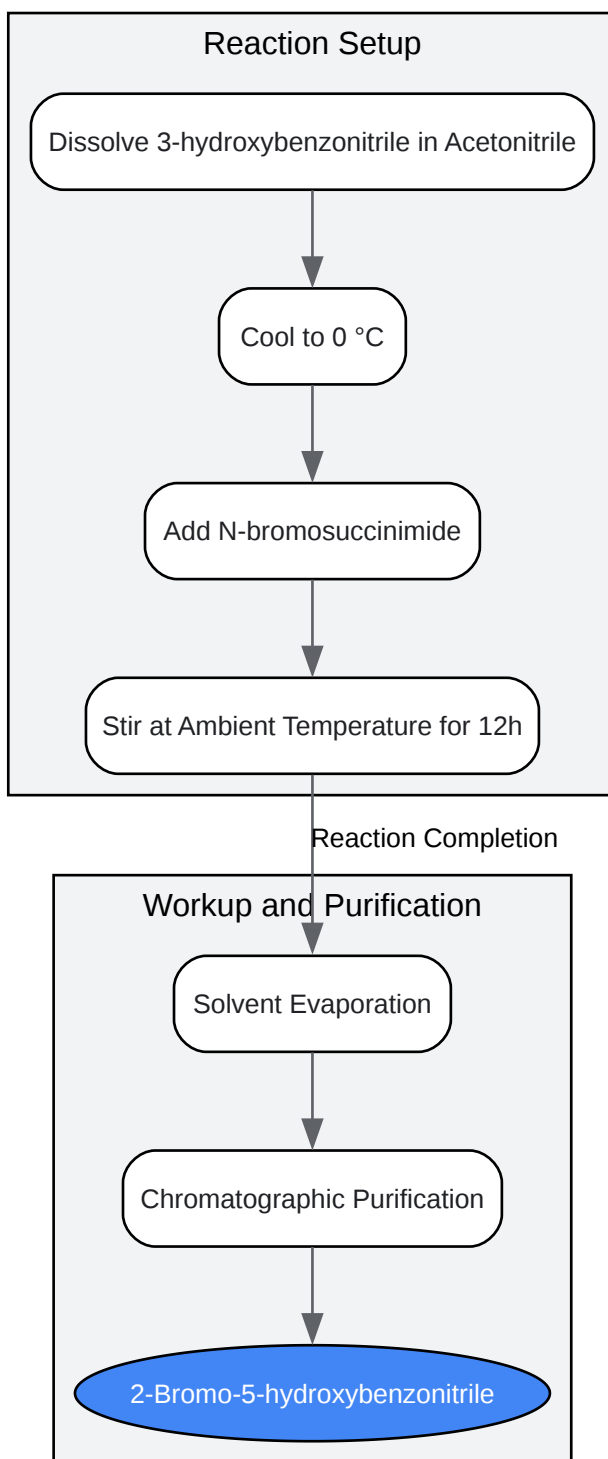 Reaction Setup
Dissolve 3-hydroxybenzonitrile in Acetonitrile
Cool to 0 °C
Add N-bromosuccinimide
Stir at Ambient Temperature for 12h
Reaction Completion
Workup and Purification
Solvent Evaporation
Chromatographic Purification
2-Bromo-5-hydroxybenzonitrile